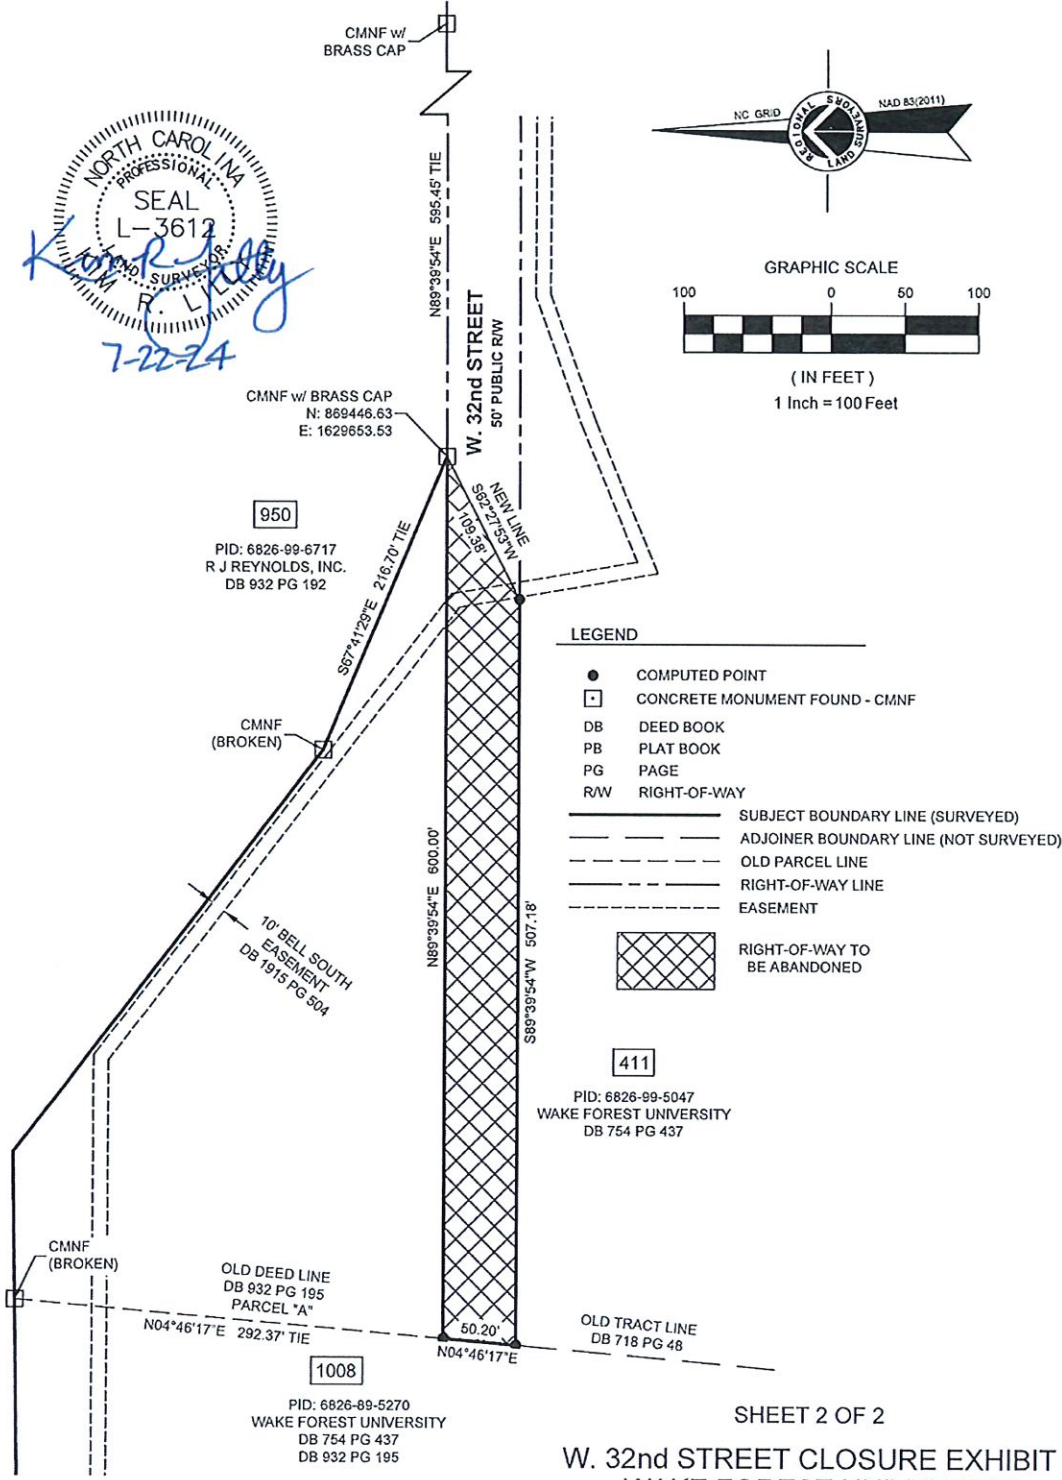 CMNF w/
BRASS CAP
NC GRID
NAD 83(2011)
REGIONAL LAND SURVEYORS
NORTH CAROLINA
PROFESSIONAL
SEAL
L-3612
LAND SURVEYOR
KIM R. LILLY
Kim R Lilly
7-22-24
N89°39'54"E 595.45' TIE
W. 32nd STREET
50' PUBLIC R/W
GRAPHIC SCALE
100 0 50 100
( IN FEET )
1 Inch = 100 Feet
CMNF w/ BRASS CAP
N: 869446.63
E: 1629653.53
950
PID: 6826-99-6717
R J REYNOLDS, INC.
DB 932 PG 192
S67°41'29"E 216.70' TIE
NEW LINE
S62°27'53"W
109.38'
CMNF
(BROKEN)
LEGEND
COMPUTED POINT
CONCRETE MONUMENT FOUND - CMNF
DB DEED BOOK
PB PLAT BOOK
PG PAGE
R/W RIGHT-OF-WAY
SUBJECT BOUNDARY LINE (SURVEYED)
ADJOINER BOUNDARY LINE (NOT SURVEYED)
OLD PARCEL LINE
RIGHT-OF-WAY LINE
EASEMENT
RIGHT-OF-WAY TO
BE ABANDONED
N89°39'54"E 600.00'
S89°39'54"W 507.18'
10' BELL SOUTH
EASEMENT
DB 1915 PG 504
411
PID: 6826-99-5047
WAKE FOREST UNIVERSITY
DB 754 PG 437
CMNF
(BROKEN)
OLD DEED LINE
DB 932 PG 195
PARCEL "A"
N04°46'17"E 292.37' TIE
50.20'
N04°46'17"E
OLD TRACT LINE
DB 718 PG 48
1008
PID: 6826-89-5270
WAKE FOREST UNIVERSITY
DB 754 PG 437
DB 932 PG 195
SHEET 2 OF 2
W. 32nd STREET CLOSURE EXHIBIT